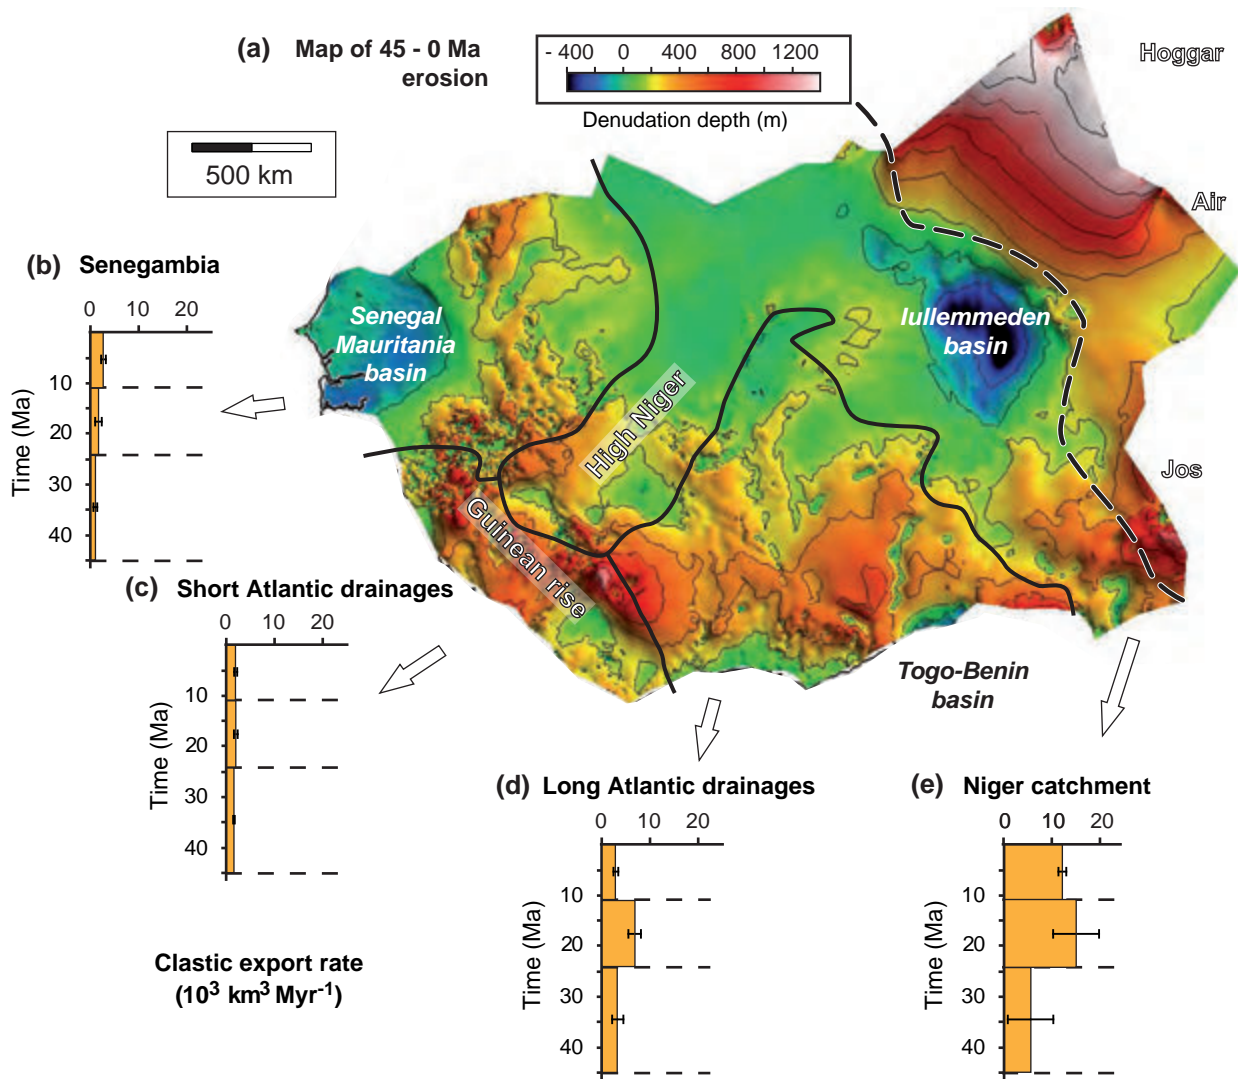 (a) Map of 45 - 0 Ma
erosion
- 400 0 400 800 1200
Denudation depth (m)
500 km
Hoggar
Air
Jos
Senegal
Mauritania
basin
Iullemmeden
basin
High Niger
Guinean rise
Togo-Benin
basin
(b) Senegambia
0 10 20
Time (Ma)
10
20
30
40
(c) Short Atlantic drainages
0 10 20
Time (Ma)
10
20
30
40
(d) Long Atlantic drainages
0 10 20
Time (Ma)
10
20
30
40
(e) Niger catchment
0 10 20
Time (Ma)
10
20
30
40
Clastic export rate
(10³ km³ Myr⁻¹)